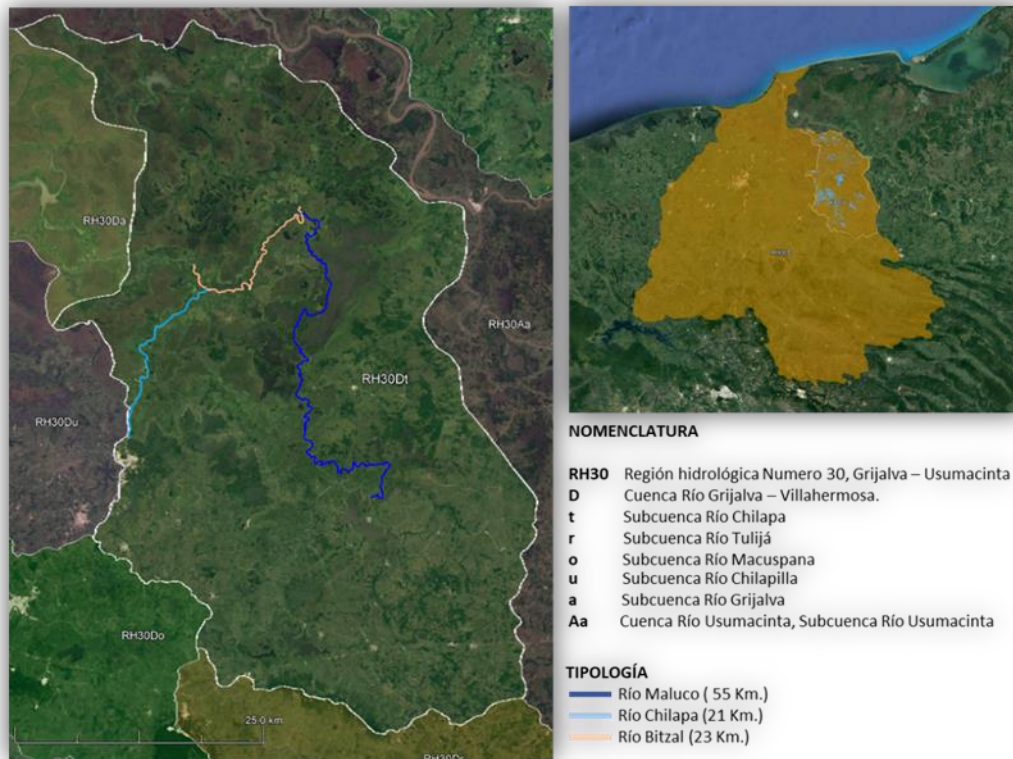 RH30Da
RH30Dt
RH30Aa
RH30Du
RH30Do
25.0 km
NOMENCLATURA
RH30 Región hidrológica Numero 30, Grijalva – Usumacinta
D Cuenca Río Grijalva – Villahermosa.
t Subcuenca Río Chilapa
r Subcuenca Río Tulijá
o Subcuenca Río Macuspana
u Subcuenca Río Chilapilla
a Subcuenca Río Grijalva
Aa Cuenca Río Usumacinta, Subcuenca Río Usumacinta
TIPOLOGÍA
Río Maluco ( 55 Km.)
Río Chilapa (21 Km.)
Río Bitzal (23 Km.)